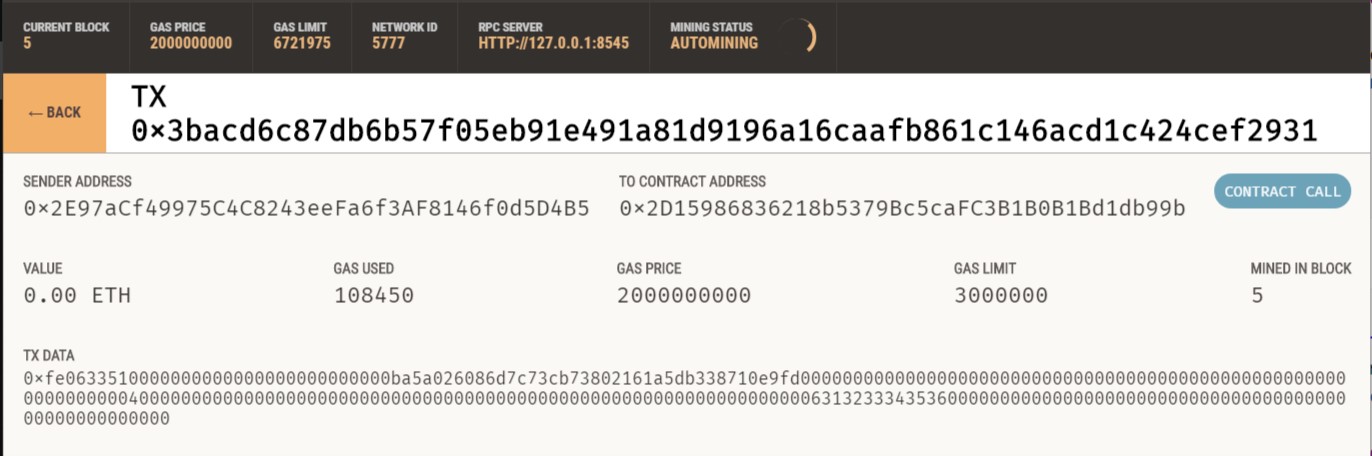 CURRENT BLOCK
5
GAS PRICE
2000000000
GAS LIMIT
6721975
NETWORK ID
5777
RPC SERVER
HTTP://127.0.0.1:8545
MINING STATUS
AUTOMINING
← BACK
TX
0×3bacd6c87db6b57f05eb91e491a81d9196a16caafb861c146acd1c424cef2931
SENDER ADDRESS
0×2E97aCf49975C4C8243eeFa6f3AF8146f0d5D4B5
TO CONTRACT ADDRESS
0×2D15986836218b5379Bc5caFC3B1B0B1Bd1db99b
CONTRACT CALL
VALUE
0.00 ETH
GAS USED
108450
GAS PRICE
2000000000
GAS LIMIT
3000000
MINED IN BLOCK
5
TX DATA
0×fe0633510000000000000000000000000ba5a026086d7c73cb73802161a5db338710e9fd0000000000000000000000000000000000000000000000000000
000000000040000000000000000000000000000000000000000000000000000000000000000631323334353600000000000000000000000000000000000000
00000000000000